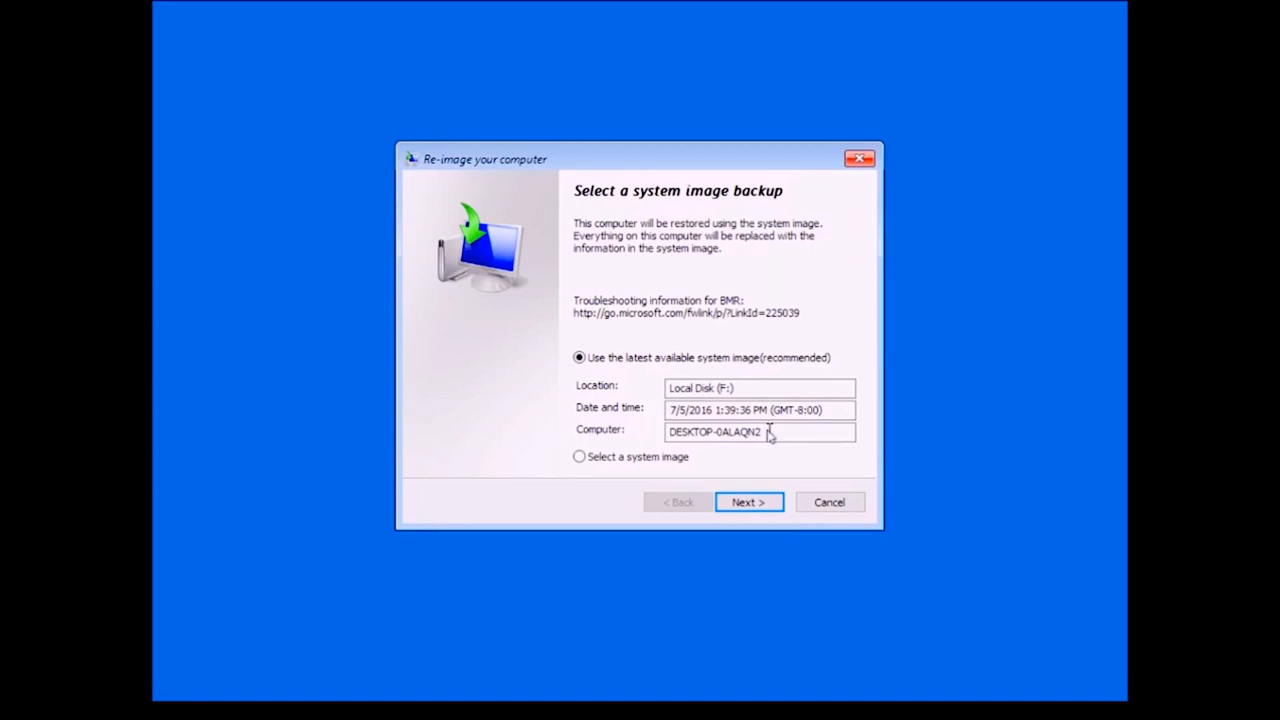 Re-image your computer
Select a system image backup
This computer will be restored using the system image.
Everything on this computer will be replaced with the
information in the system image.
Troubleshooting information for BMR:
http://go.microsoft.com/fwlink/p/?LinkId=225039
Use the latest available system image(recommended)
Location: Local Disk (F:)
Date and time: 7/5/2016 1:39:36 PM (GMT-8:00)
Computer: DESKTOP-0ALAQN2
Select a system image
< Back Next > Cancel